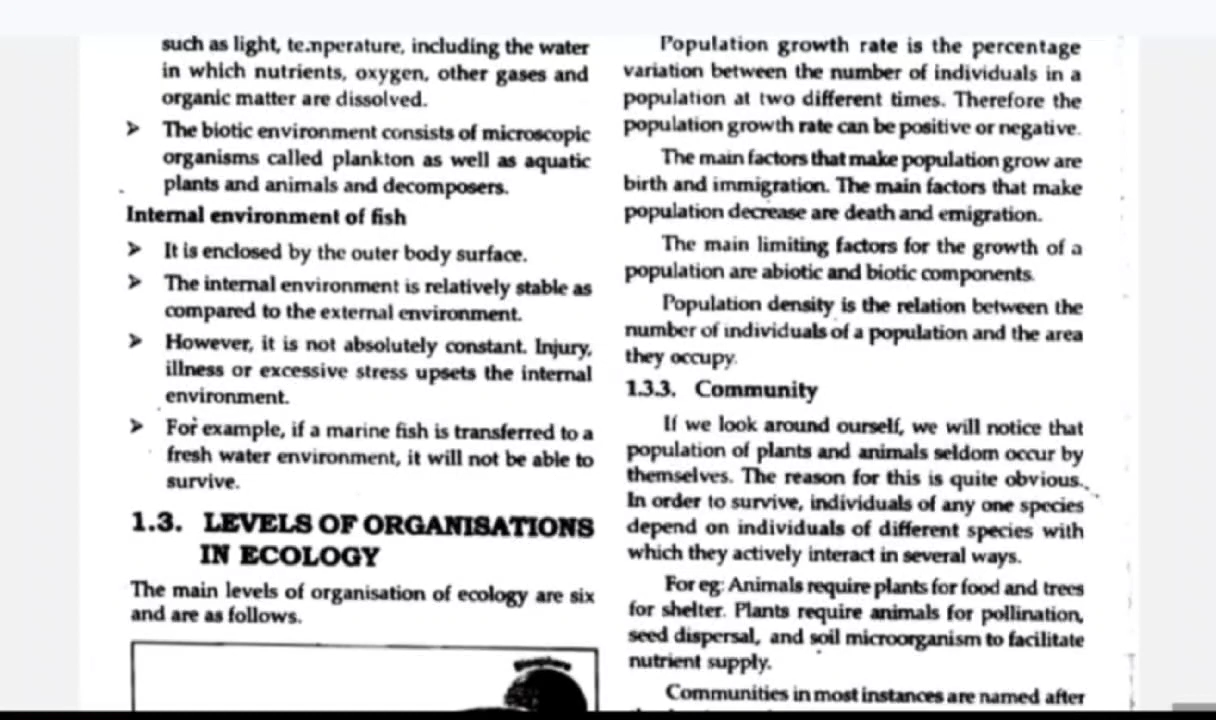 such as light, temperature, including the water
in which nutrients, oxygen, other gases and
organic matter are dissolved.
➢ The biotic environment consists of microscopic
organisms called plankton as well as aquatic
plants and animals and decomposers.
Internal environment of fish
➢ It is enclosed by the outer body surface.
➢ The internal environment is relatively stable as
compared to the external environment.
➢ However, it is not absolutely constant. Injury,
illness or excessive stress upsets the internal
environment.
➢ For example, if a marine fish is transferred to a
fresh water environment, it will not be able to
survive.
1.3. LEVELS OF ORGANISATIONS
IN ECOLOGY
The main levels of organisation of ecology are six
and are as follows.
Biosphere
Population growth rate is the percentage
variation between the number of individuals in a
population at two different times. Therefore the
population growth rate can be positive or negative.
The main factors that make population grow are
birth and immigration. The main factors that make
population decrease are death and emigration.
The main limiting factors for the growth of a
population are abiotic and biotic components.
Population density is the relation between the
number of individuals of a population and the area
they occupy.
1.3.3. Community
If we look around ourself, we will notice that
population of plants and animals seldom occur by
themselves. The reason for this is quite obvious.
In order to survive, individuals of any one species
depend on individuals of different species with
which they actively interact in several ways.
For eg: Animals require plants for food and trees
for shelter. Plants require animals for pollination,
seed dispersal, and soil microorganism to facilitate
nutrient supply.
Communities in most instances are named after